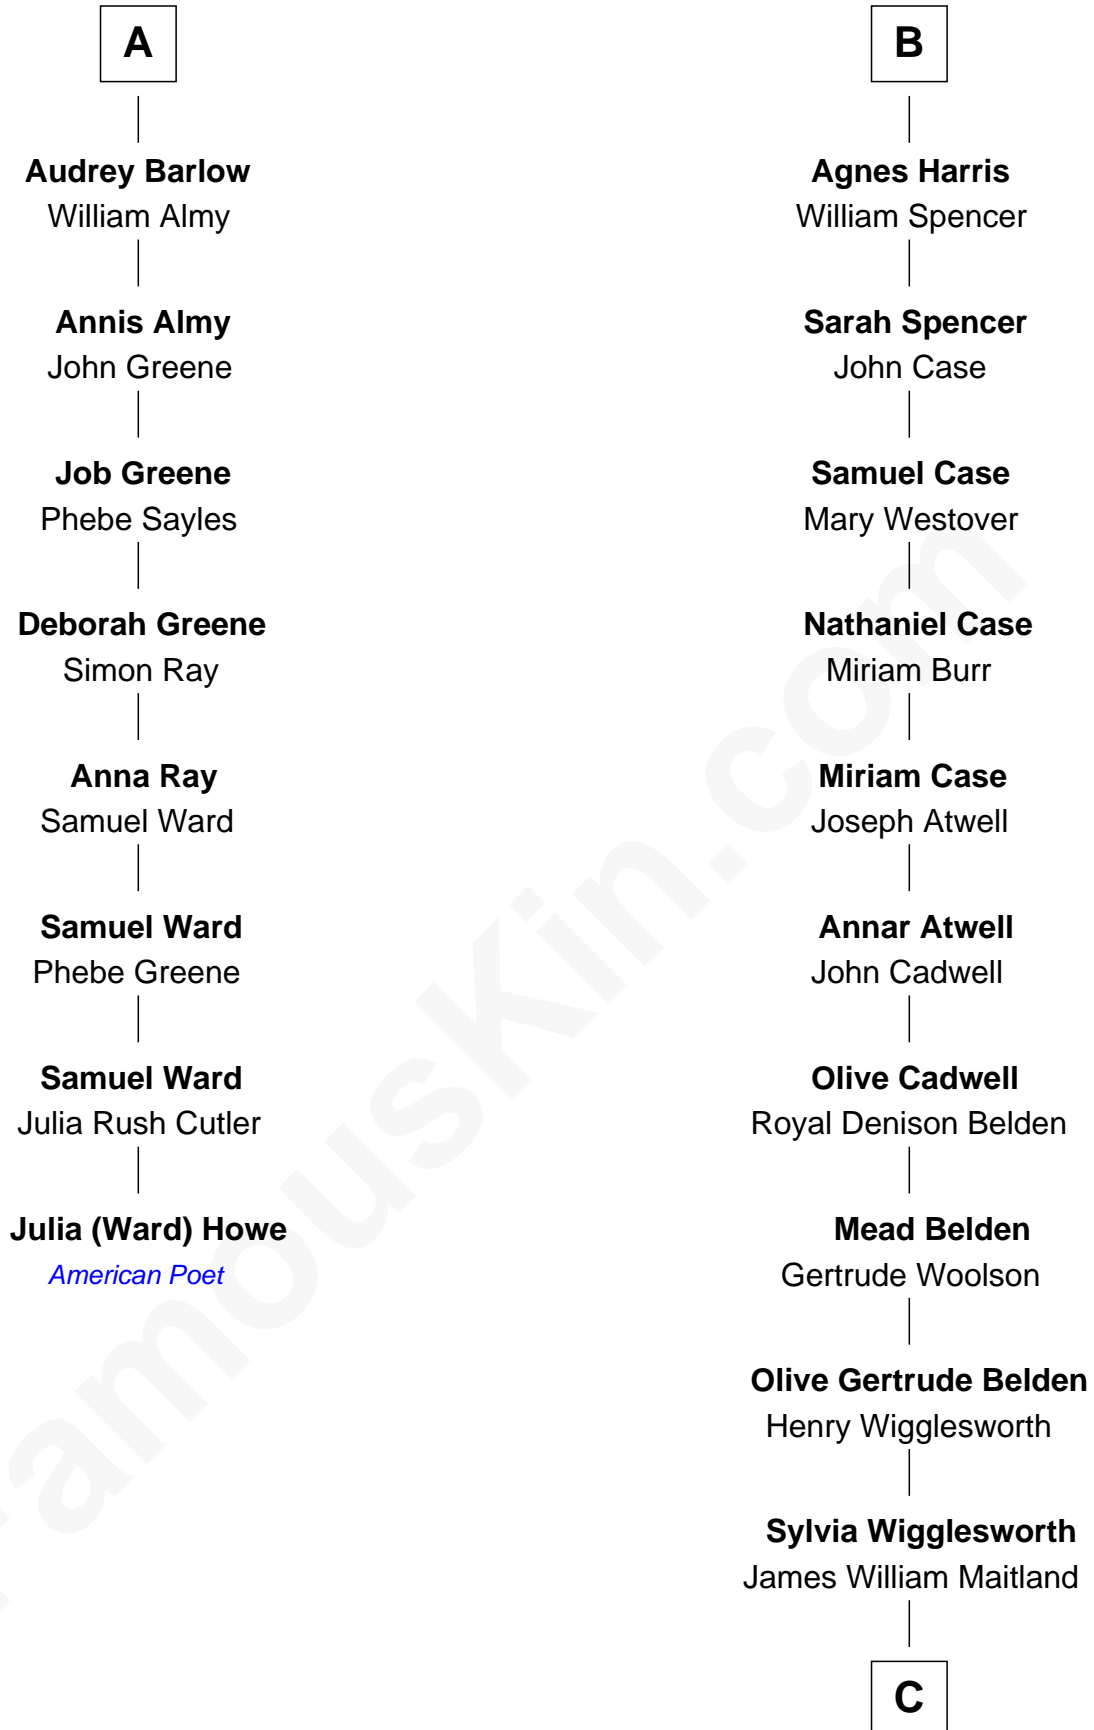 A
Audrey Barlow
William Almy
Annis Almy
John Greene
Job Greene
Phebe Sayles
Deborah Greene
Simon Ray
Anna Ray
Samuel Ward
Samuel Ward
Phebe Greene
Samuel Ward
Julia Rush Cutler
Julia (Ward) Howe
American Poet
B
Agnes Harris
William Spencer
Sarah Spencer
John Case
Samuel Case
Mary Westover
Nathaniel Case
Miriam Burr
Miriam Case
Joseph Atwell
Annar Atwell
John Cadwell
Olive Cadwell
Royal Denison Belden
Mead Belden
Gertrude Woolson
Olive Gertrude Belden
Henry Wigglesworth
Sylvia Wigglesworth
James William Maitland
C
FamousKin.com